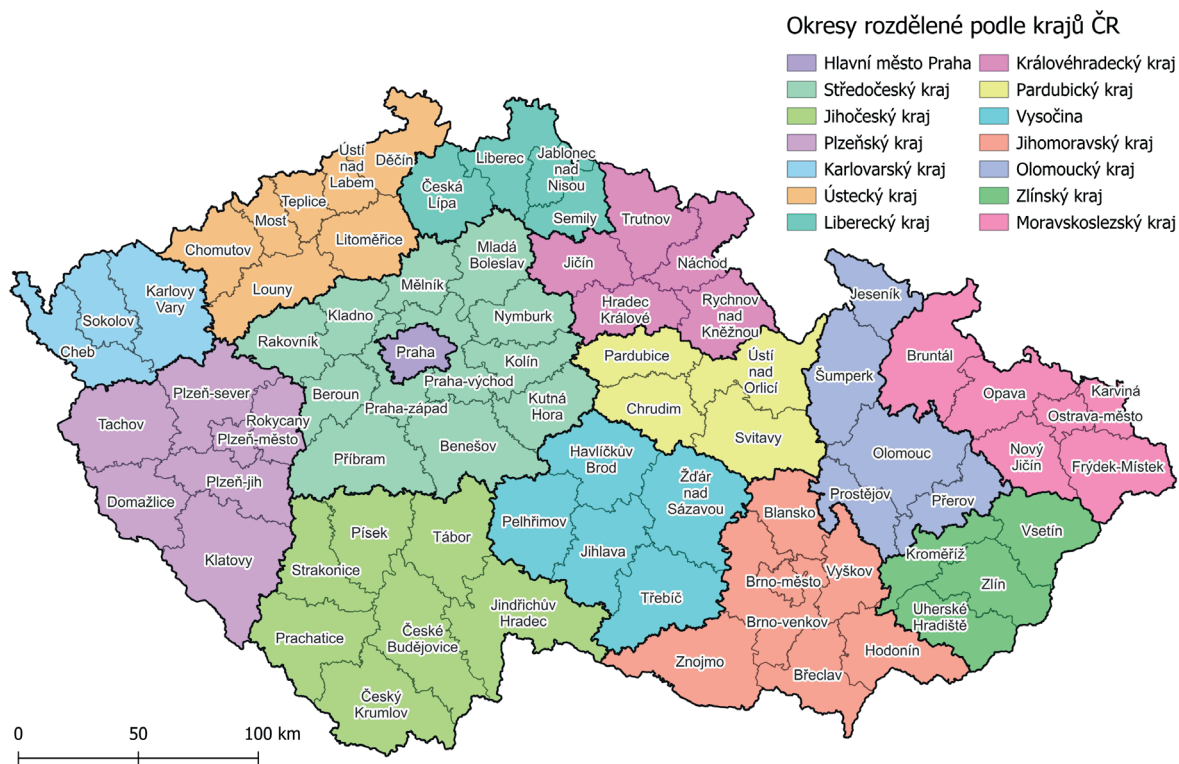 Okresy rozdělené podle krajů ČR
Hlavní město Praha
Středočeský kraj
Jihočeský kraj
Plzeňský kraj
Karlovarský kraj
Ústecký kraj
Liberecký kraj
Královéhradecký kraj
Pardubický kraj
Vysočina
Jihomoravský kraj
Olomoucký kraj
Zlínský kraj
Moravskoslezský kraj
Děčín
Ústí
nad
Labem
Teplice
Most
Chomutov
Litoměřice
Louny
Liberec
Jablonec
nad
Nisou
Česká
Lípa
Semily
Trutnov
Jičín
Náchod
Hradec
Králové
Rychnov
nad
Kněžnou
Karlovy
Vary
Sokolov
Cheb
Mladá
Boleslav
Mělník
Kladno
Nymburk
Rakovník
Praha
Kolín
Praha-východ
Beroun
Praha-západ
Kutná
Hora
Benešov
Příbram
Plzeň-sever
Tachov
Rokycany
Plzeň-město
Plzeň-jih
Domažlice
Klatovy
Pardubice
Ústí
nad
Orlicí
Chrudim
Svitavy
Jeseník
Šumperk
Olomouc
Prostějov
Přerov
Bruntál
Opava
Karviná
Ostrava-město
Nový
Jičín
Frýdek-Místek
Havlíčkův
Brod
Žďár
nad
Sázavou
Pelhřimov
Jihlava
Třebíč
Písek
Tábor
Strakonice
Jindřichův
Hradec
Prachatice
České
Budějovice
Český
Krumlov
Blansko
Vyškov
Brno-město
Brno-venkov
Znojmo
Hodonín
Břeclav
Vsetín
Kroměříž
Zlín
Uherské
Hradiště
0 50 100 km